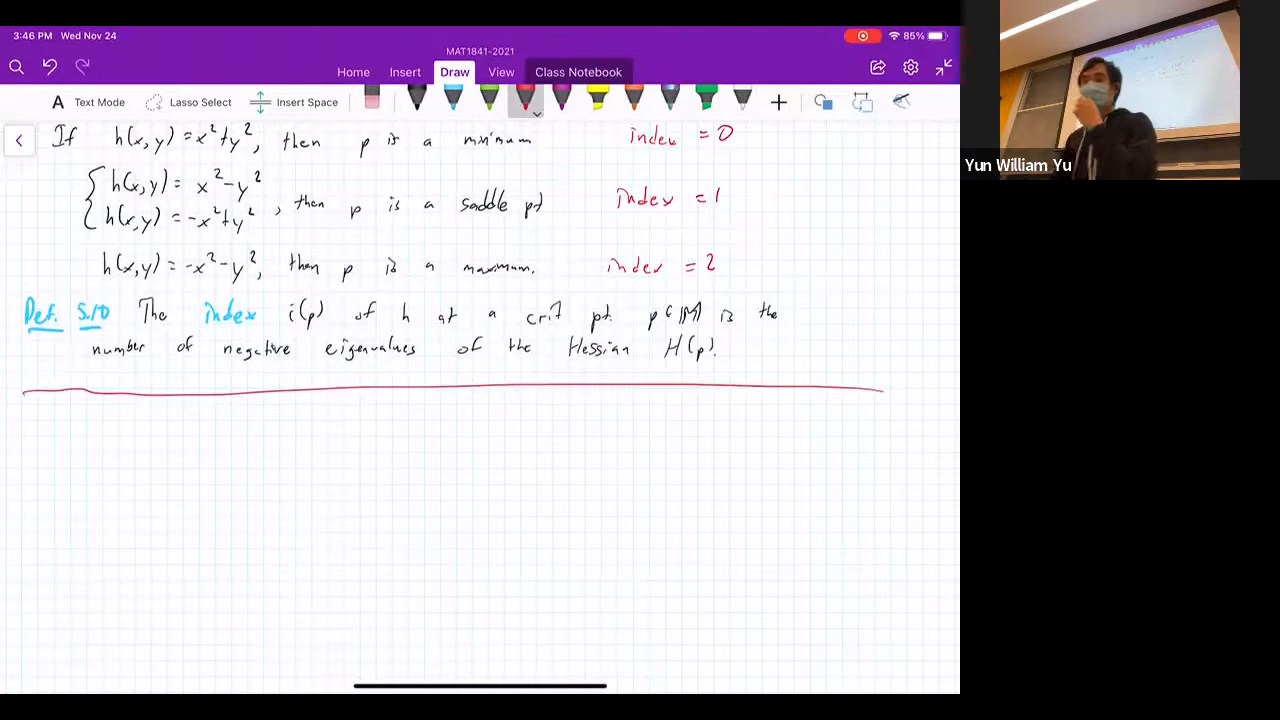 3:46 PM Wed Nov 24
85%
MAT1841-2021
Home Insert Draw View Class Notebook
A Text Mode Lasso Select Insert Space
If h(x,y) = x²+y², then p is a minimum index = 0
h(x,y) = x²-y²
h(x,y) = -x²+y², then p is a saddle pt index = 1
h(x,y) = -x²-y², then p is a maximum. index = 2
Def. 5.10 The index i(p) of h at a crit pt. p∈|M| is the
number of negative eigenvalues of the Hessian H(p).
Yun William Yu